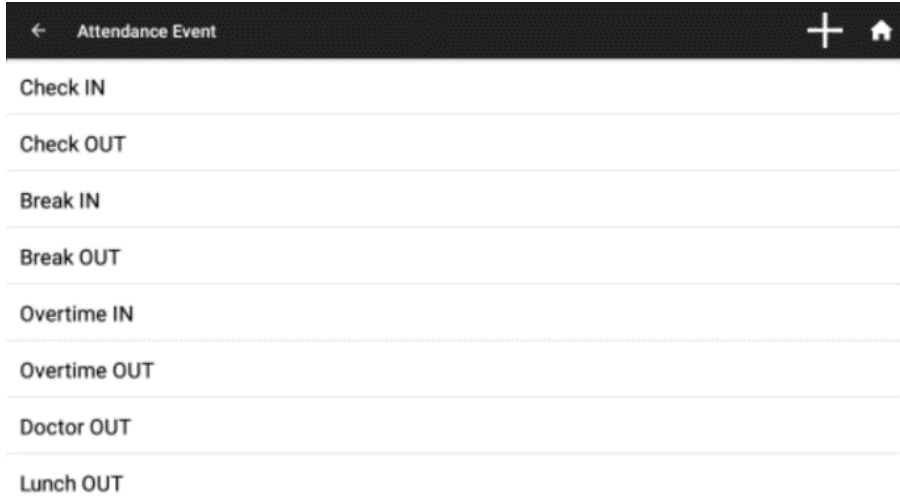 Attendance Event
Check IN
Check OUT
Break IN
Break OUT
Overtime IN
Overtime OUT
Doctor OUT
Lunch OUT